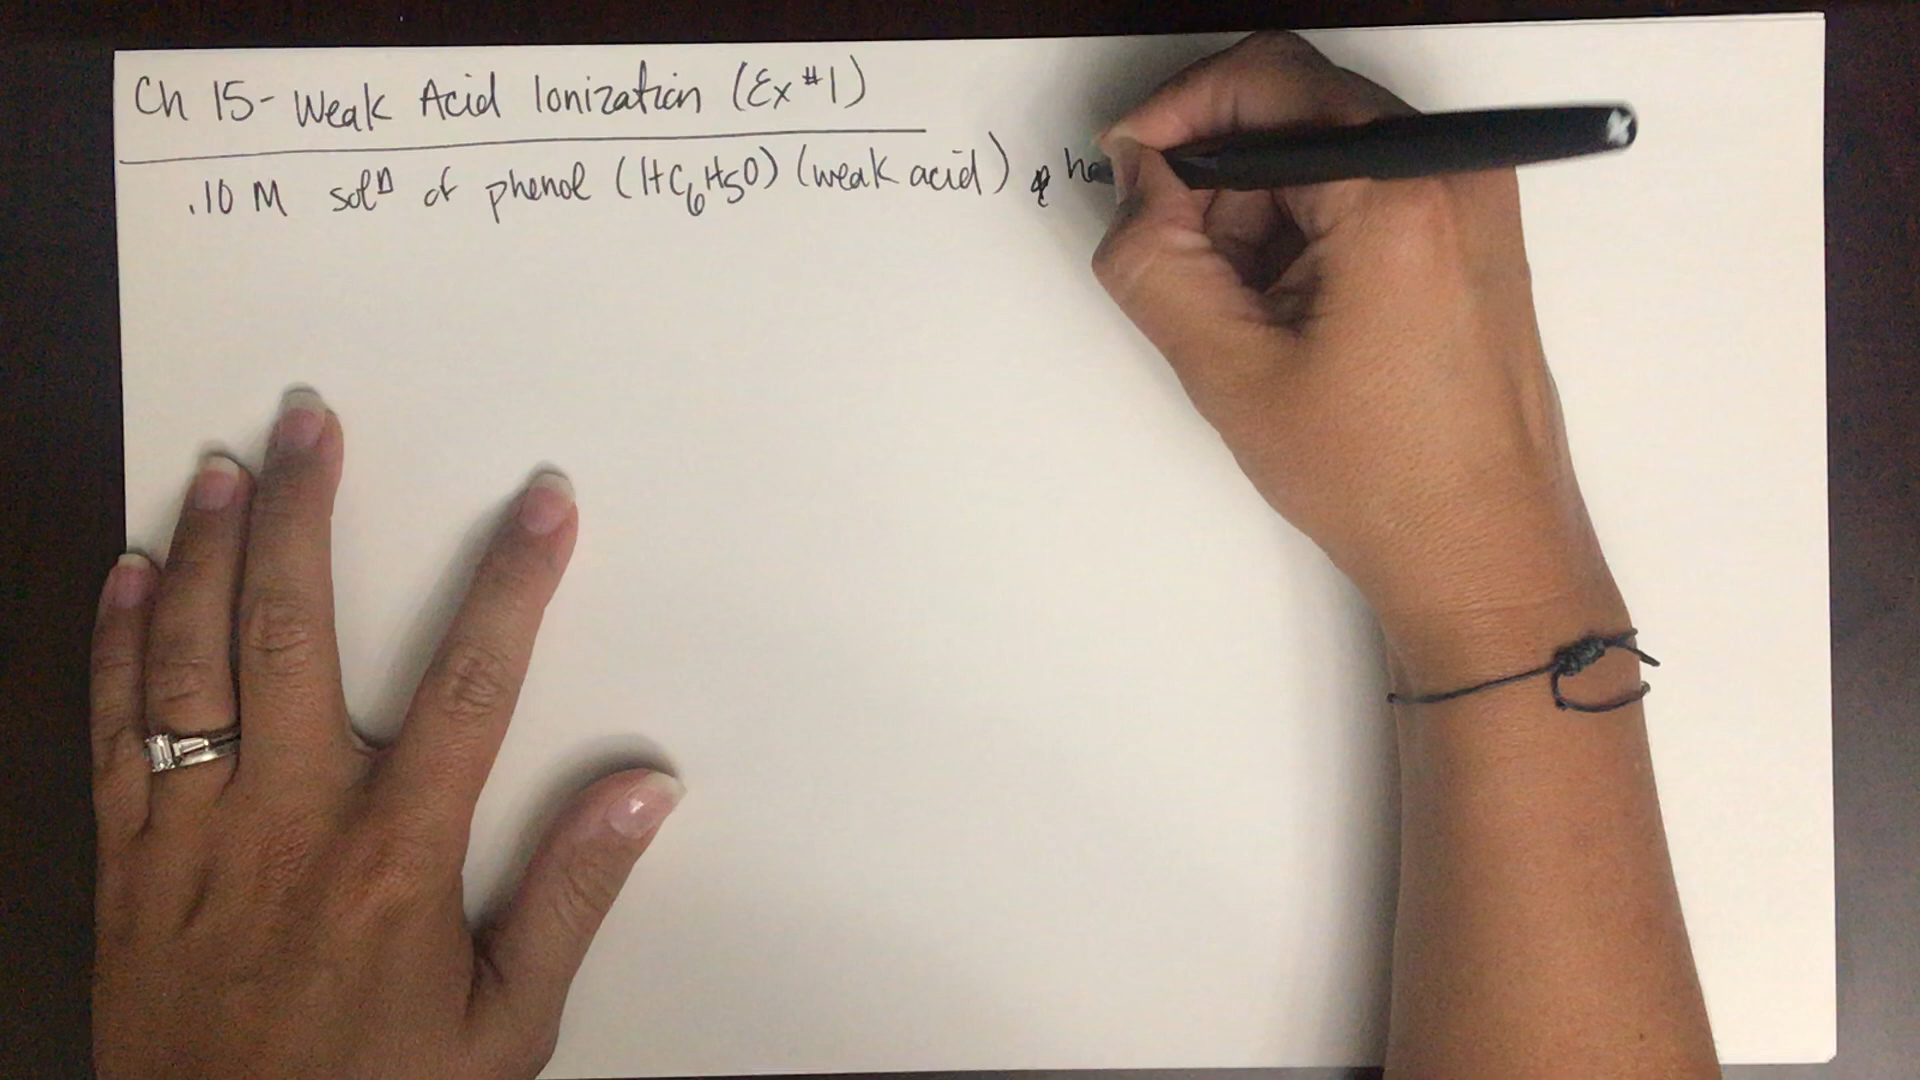 Ch 15 - Weak Acid Ionization (Ex #1)
.10 M solⁿ of phenol (HC₆H₅O) (weak acid)